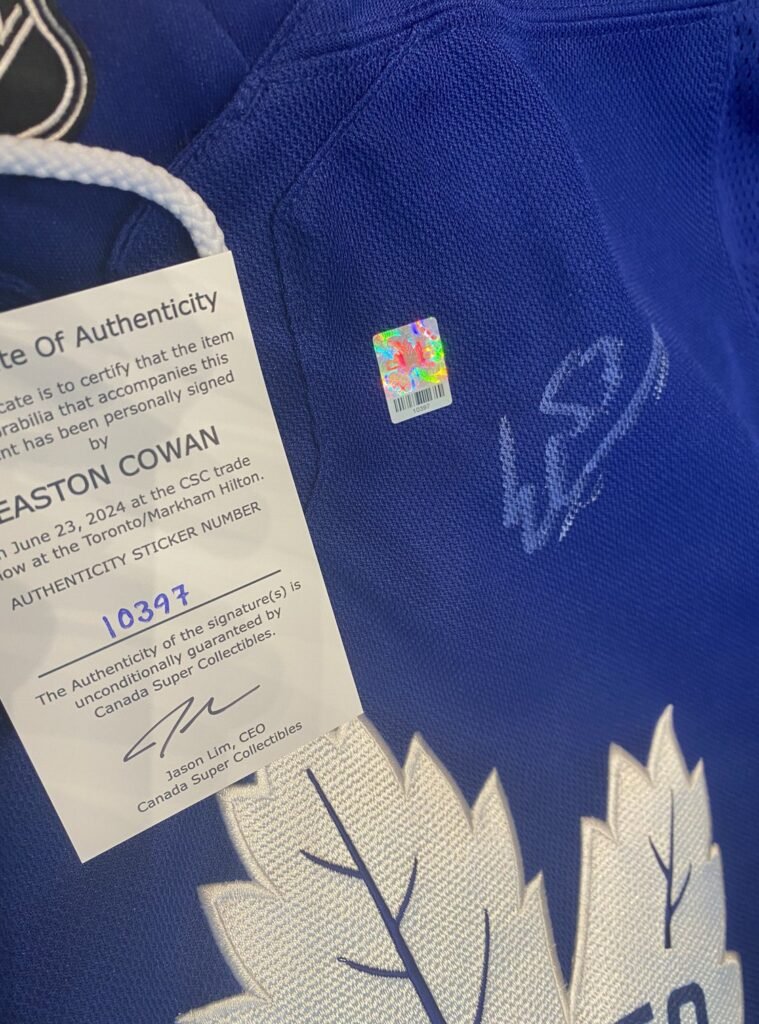 te Of Authenticity
cate is to certify that the item
orabilia that accompanies this
nt has been personally signed
by
EASTON COWAN
n June 23, 2024 at the CSC trade
how at the Toronto/Markham Hilton.
AUTHENTICITY STICKER NUMBER
10397
The Authenticity of the signature(s) is
unconditionally guaranteed by
Canada Super Collectibles.
Jason Lim, CEO
Canada Super Collectibles
10397